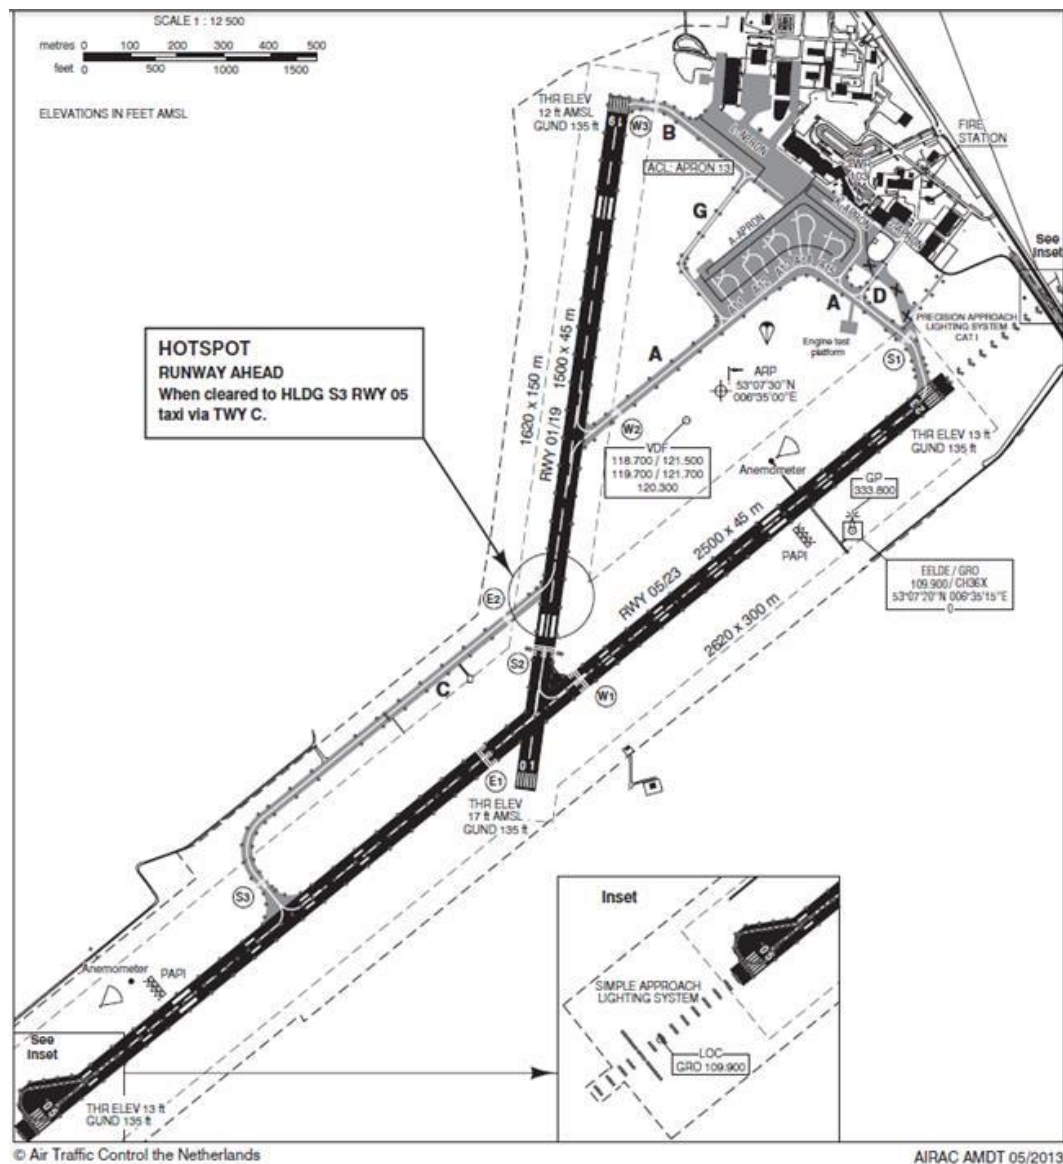 SCALE 1 : 12 500
metres 0 100 200 300 400 500
feet 0 500 1000 1500
ELEVATIONS IN FEET AMSL
THR ELEV
12 ft AMSL
GUND 135 ft
19
W3
B
ACL: APRON 13
G
A-APRON
FIRE
STATION
See
Inset
A
D
PRECISION APPROACH
LIGHTING SYSTEM
CAT I
Engine test
platform
S1
HOTSPOT
RUNWAY AHEAD
When cleared to HLDG S3 RWY 05
taxi via TWY C.
1620 x 150 m
RWY 01/19 1500 x 45 m
A
W2
ARP
53°07'30"N
006°35'00"E
23
THR ELEV 13 ft
GUND 135 ft
VDF
118.700 / 121.500
119.700 / 121.700
120.300
Anemometer
GP
333.800
PAPI
EELDE / GRO
109.900 / CH36X
53°07'20"N 006°35'15"E
0
RWY 05/23 2500 x 45 m
2620 x 300 m
E2
S2
C
W1
E1
01
THR ELEV
17 ft AMSL
GUND 135 ft
S3
Anemometer
PAPI
See
Inset
05
THR ELEV 13 ft
GUND 135 ft
Inset
05
SIMPLE APPROACH
LIGHTING SYSTEM
LOC
GRO 109.900
© Air Traffic Control the Netherlands
AIRAC AMDT 05/2013